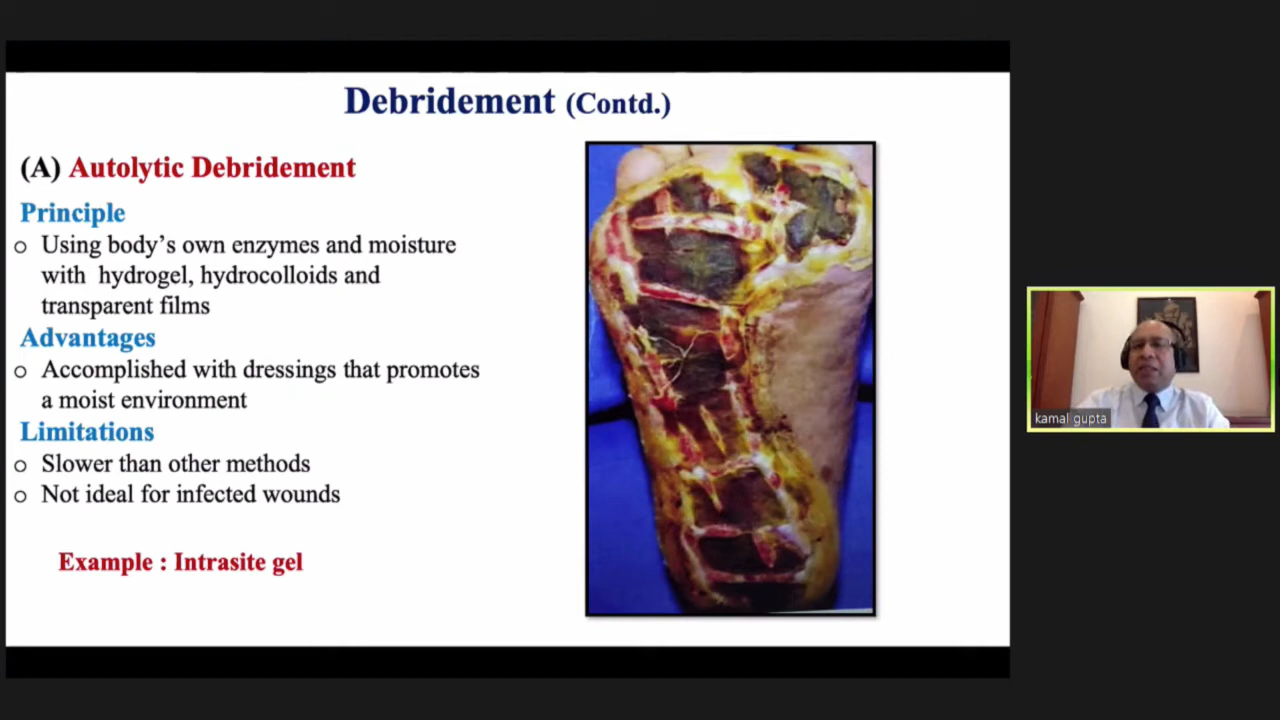 Debridement (Contd.)
(A) Autolytic Debridement
Principle
o Using body's own enzymes and moisture
with hydrogel, hydrocolloids and
transparent films
Advantages
o Accomplished with dressings that promotes
a moist environment
Limitations
o Slower than other methods
o Not ideal for infected wounds
Example : Intrasite gel
kamal gupta